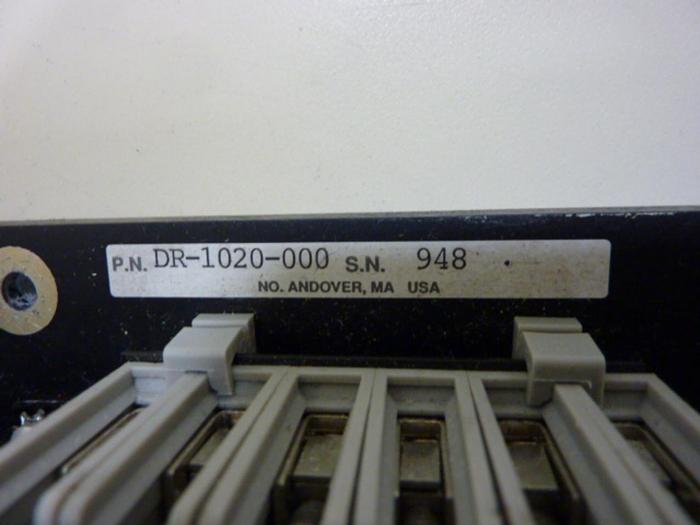 P.N. DR-1020-000 S.N. 948
NO. ANDOVER, MA USA